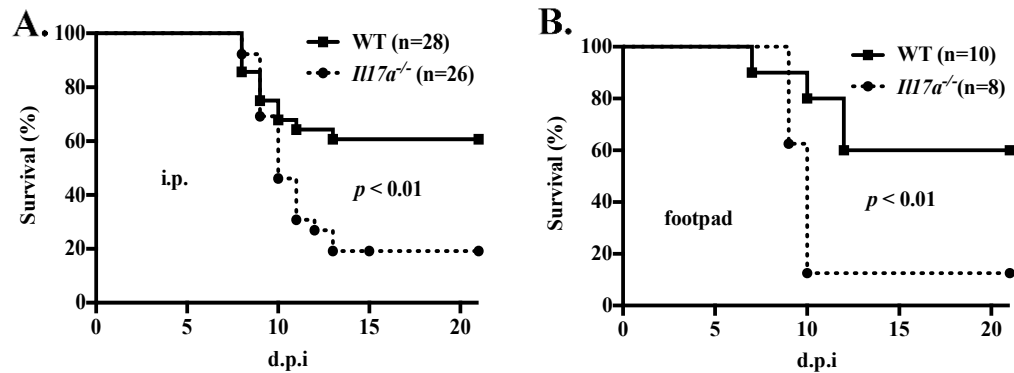 A.
100
80
60
40
20
0
Survival (%)
WT (n=28)
Il17a-/- (n=26)
i.p.
p < 0.01
0 5 10 15 20
d.p.i
B.
100
80
60
40
20
0
Survival (%)
WT (n=10)
Il17a-/-(n=8)
footpad
p < 0.01
0 5 10 15 20
d.p.i